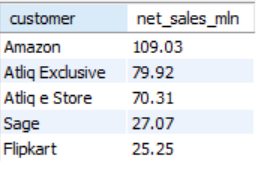 customer net_sales_mln
Amazon 109.03
Atliq Exclusive 79.92
Atliq e Store 70.31
Sage 27.07
Flipkart 25.25